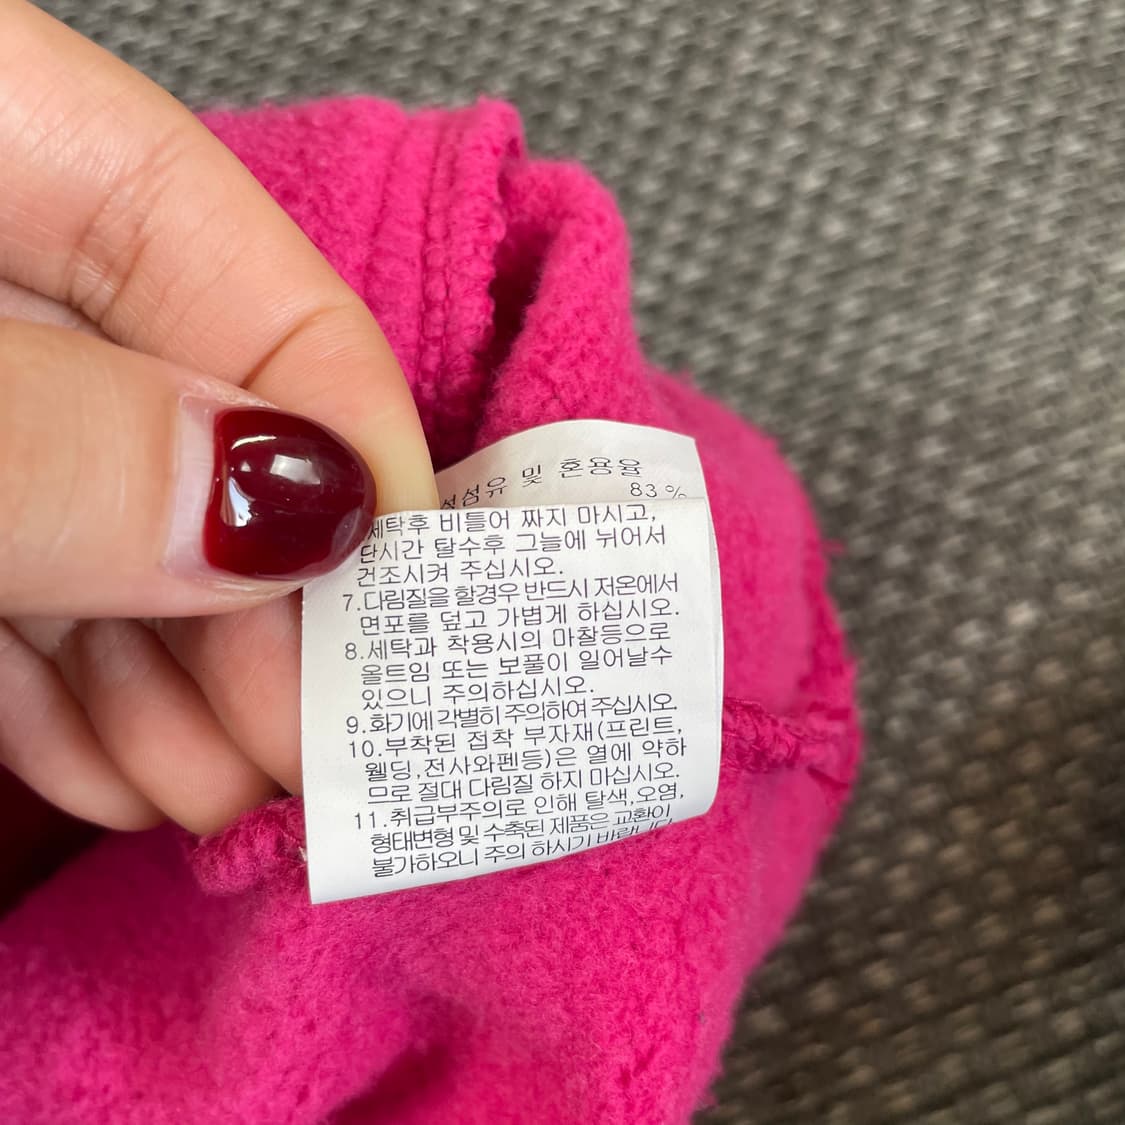 섬유 및 혼용율
83%
세탁후 비틀어 짜지 마시고,
단시간 탈수후 그늘에 뉘어서
건조시켜 주십시오.
7.다림질을 할경우 반드시 저온에서
면포를 덮고 가볍게 하십시오.
8.세탁과 착용시의 마찰등으로
올트임 또는 보풀이 일어날수
있으니 주의하십시오.
9.화기에 각별히 주의하여 주십시오.
10.부착된 접착 부자재(프린트,
웰딩,전사와펜등)은 열에 약하
므로 절대 다림질 하지 마십시오.
11.취급부주의로 인해 탈색,오염,
형태변형 및 수축된 제품은 교환이
불가하오니 주의 하시기 바랍니다.